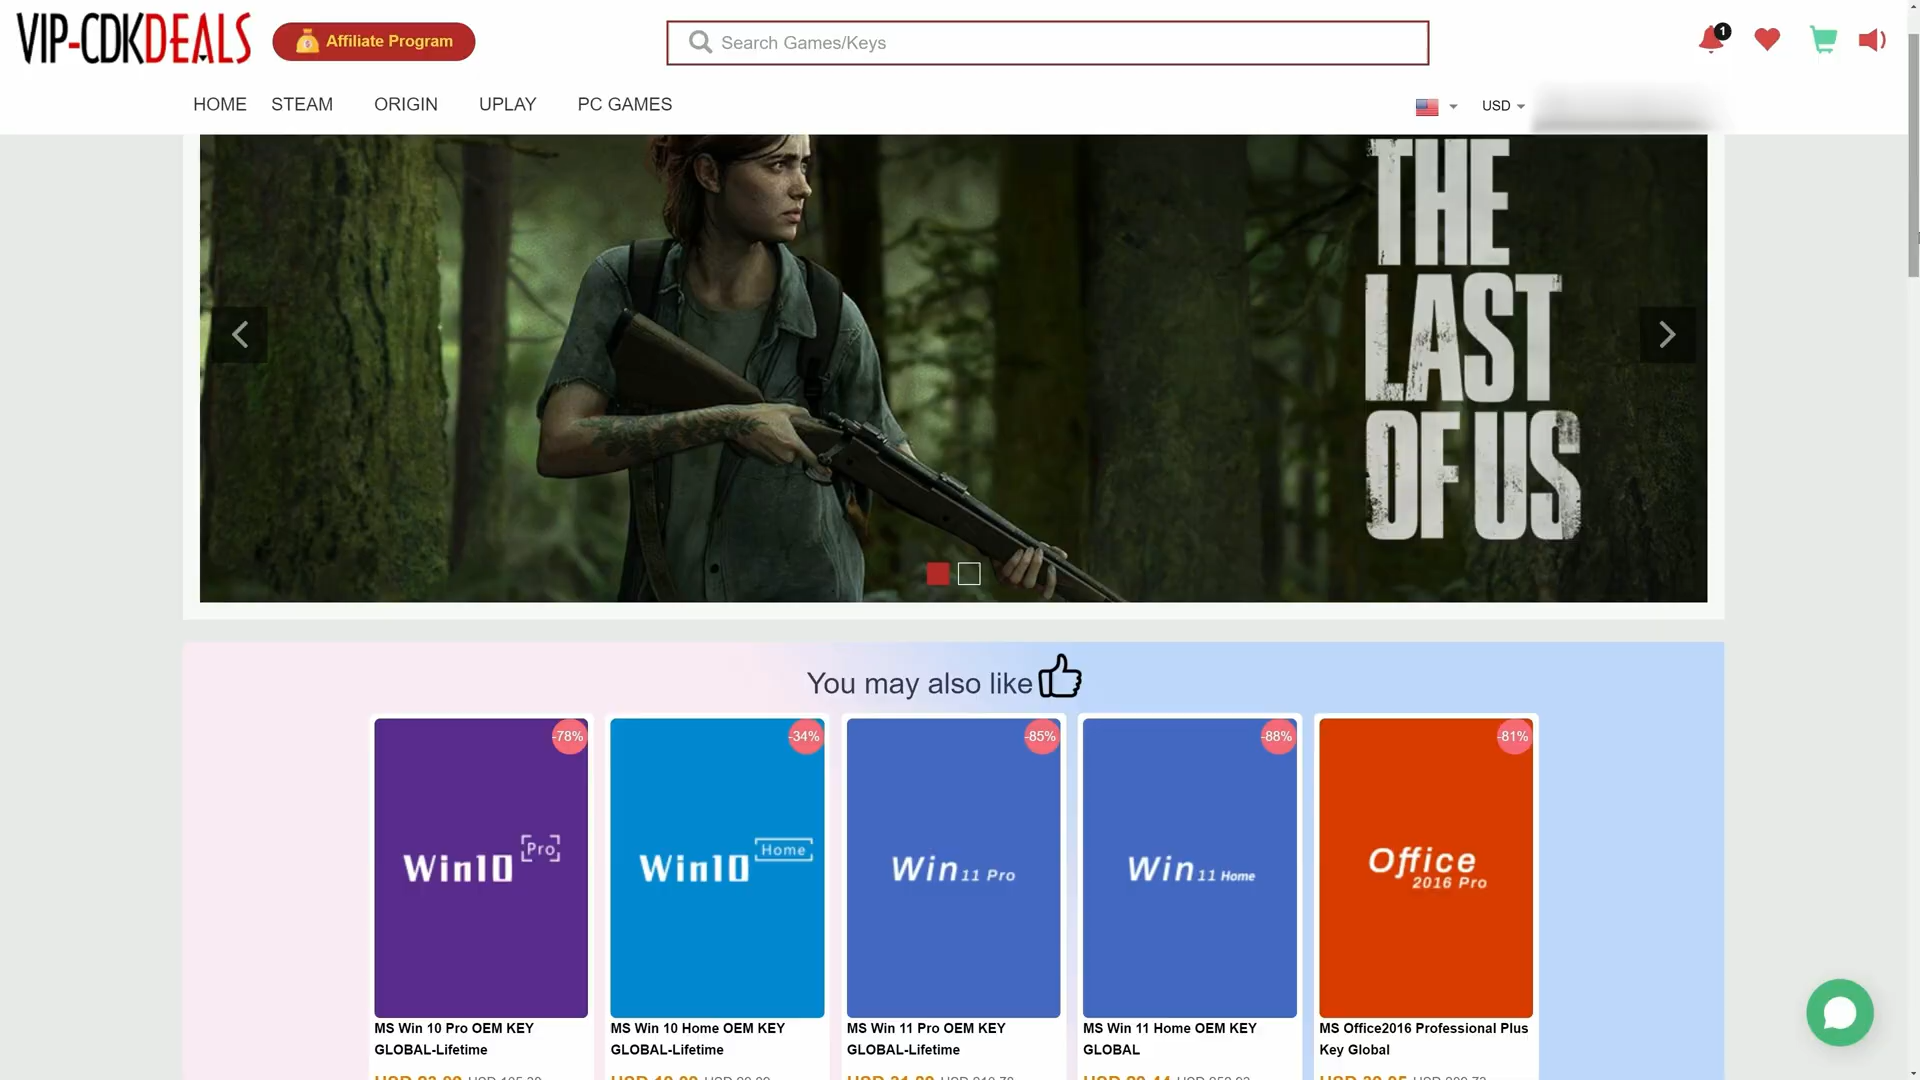 VIP-CDKDEALS
Affiliate Program
Search Games/Keys
1
HOME STEAM ORIGIN UPLAY PC GAMES
USD
THE
LAST
OF US
You may also like
-78%
-34%
-85%
-88%
-81%
Win10 Pro
Win10 Home
Win 11 Pro
Win 11 Home
Office
2016 Pro
MS Win 10 Pro OEM KEY
GLOBAL-Lifetime
MS Win 10 Home OEM KEY
GLOBAL-Lifetime
MS Win 11 Pro OEM KEY
GLOBAL-Lifetime
MS Win 11 Home OEM KEY
GLOBAL
MS Office2016 Professional Plus
Key Global